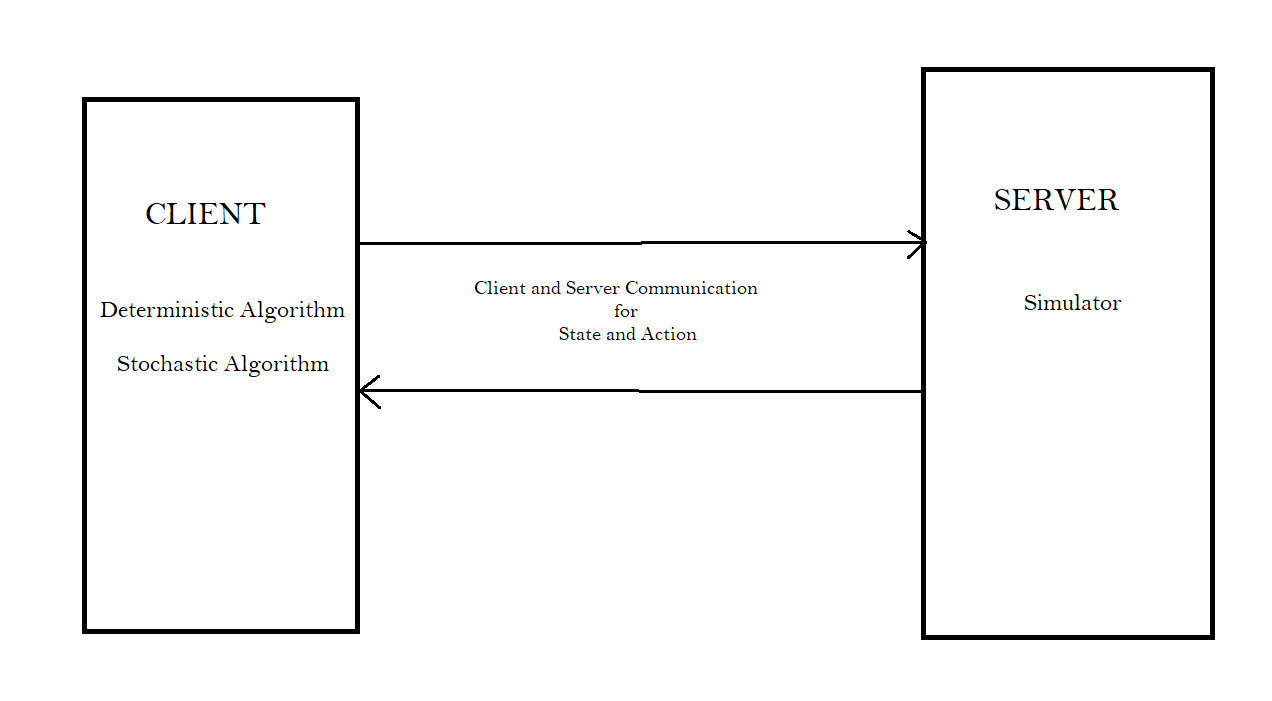 CLIENT
Deterministic Algorithm
Stochastic Algorithm
Client and Server Communication
for
State and Action
SERVER
Simulator